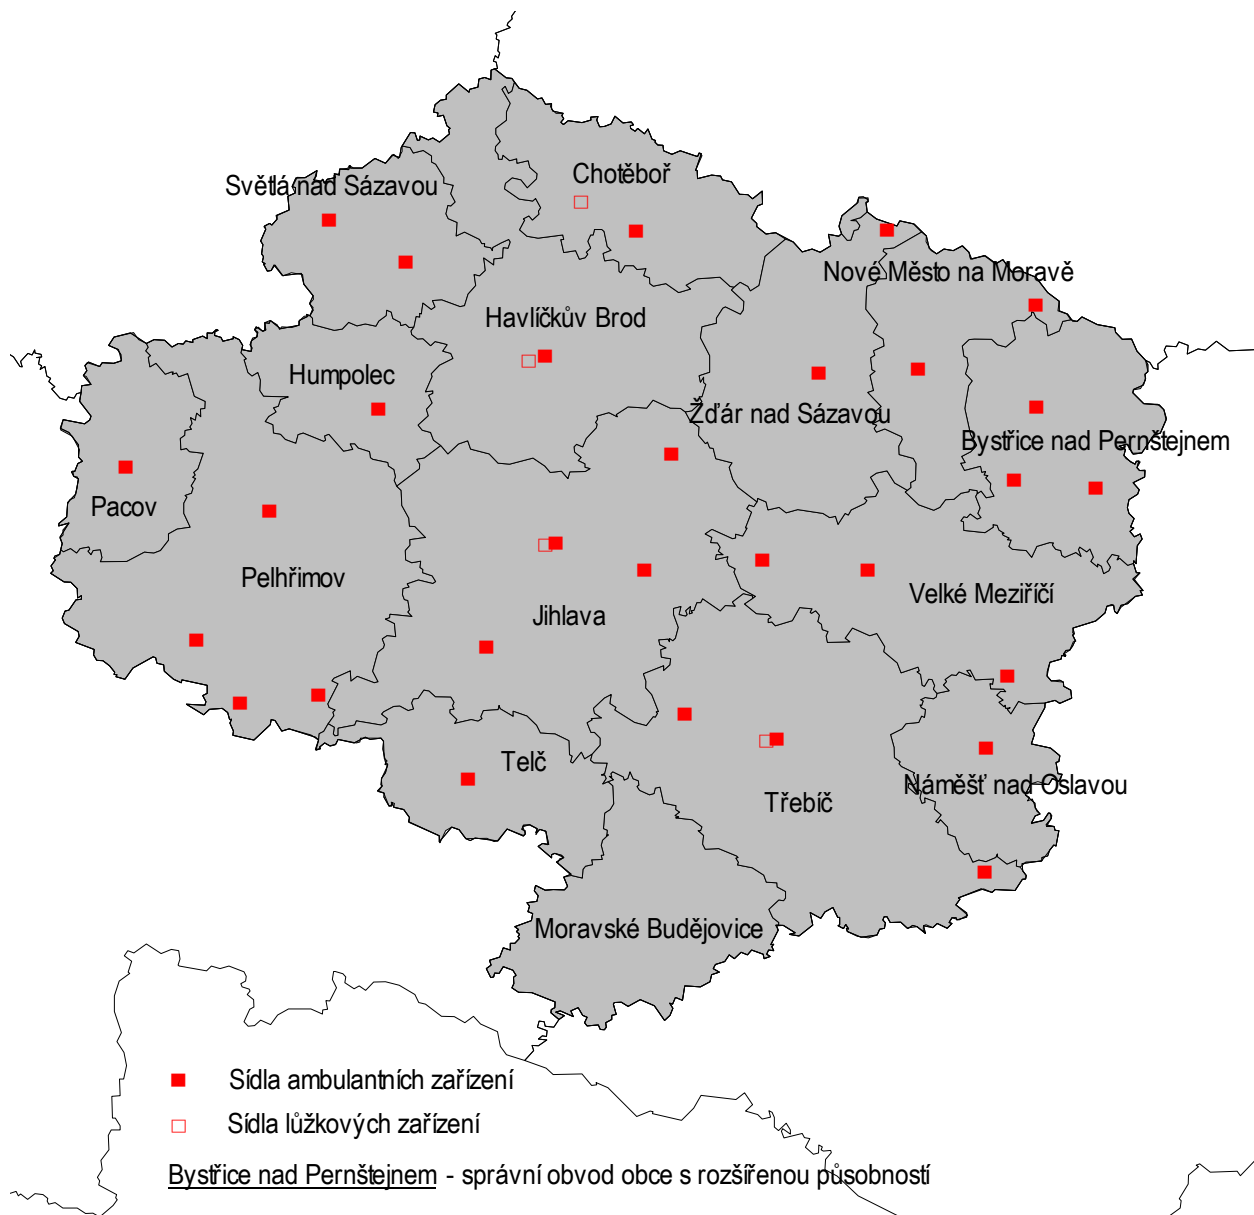 Chotěboř
Světlá nad Sázavou
Nové Město na Moravě
Havlíčkův Brod
Humpolec
Žďár nad Sázavou
Bystřice nad Pernštejnem
Pacov
Pelhřimov
Velké Meziříčí
Jihlava
Telč
Náměšť nad Oslavou
Třebíč
Moravské Budějovice
Sídla ambulantních zařízení
Sídla lůžkových zařízení
Bystřice nad Pernštejnem - správní obvod obce s rozšířenou působností